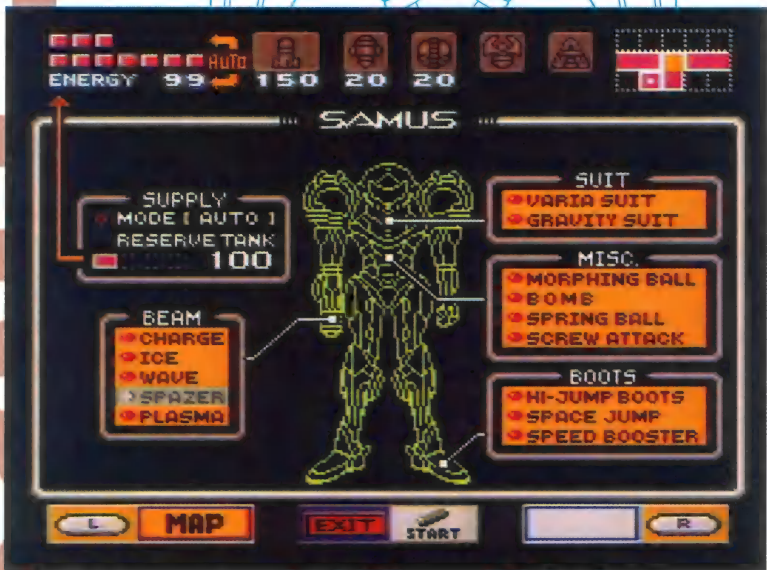 AUTO
ENERGY 99 150 20 20
SAMUS
SUPPLY
MODE [ AUTO ]
RESERVE TANK
100
BEAM
CHARGE
ICE
WAVE
SPAZER
PLASMA
SUIT
VARIA SUIT
GRAVITY SUIT
MISC.
MORPHING BALL
BOMB
SPRING BALL
SCREW ATTACK
BOOTS
HI-JUMP BOOTS
SPACE JUMP
SPEED BOOSTER
L MAP EXIT START R